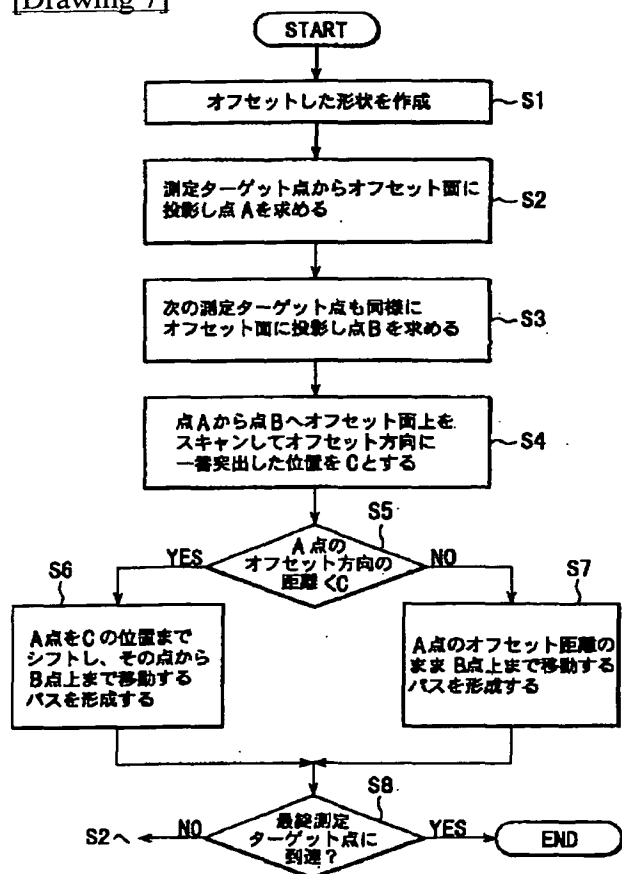 [Drawing 7]
START
オフセットした形状を作成
S1
測定ターゲット点からオフセット面に
投影し点Aを求める
S2
次の測定ターゲット点も同様に
オフセット面に投影し点Bを求める
S3
点Aから点Bへオフセット面上を
スキャンしてオフセット方向に
一番突出した位置をCとする
S4
S5
A点の
オフセット方向の
距離<C
YES
NO
S6
A点をCの位置まで
シフトし、その点から
B点上まで移動する
パスを形成する
S7
A点のオフセット距離の
まま B点上まで移動する
パスを形成する
S8
最終測定
ターゲット点に
到達?
NO
S2へ
YES
END